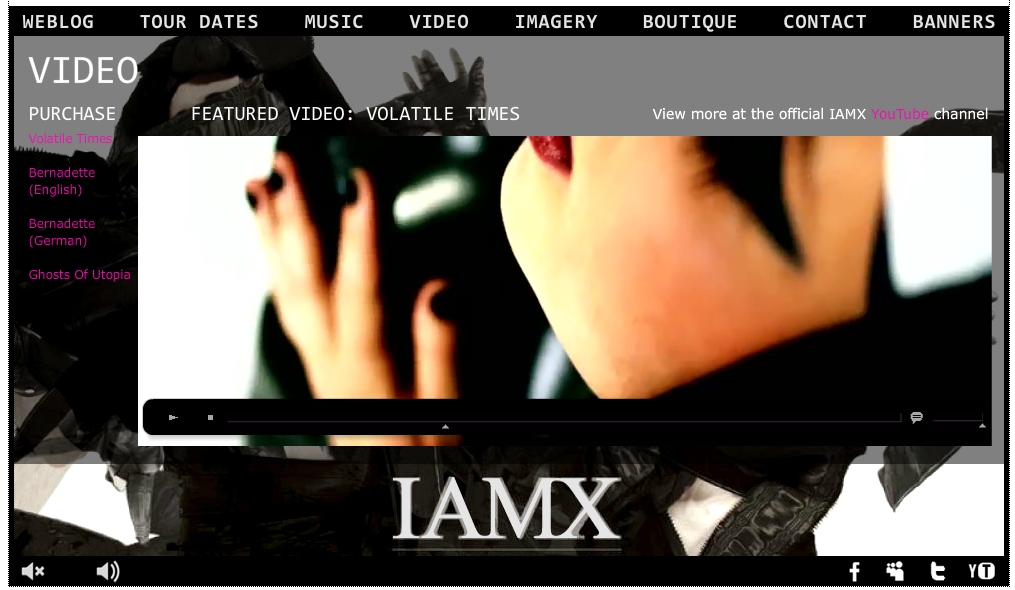 WEBLOG TOUR DATES MUSIC VIDEO IMAGERY BOUTIQUE CONTACT BANNERS
VIDEO
PURCHASE
FEATURED VIDEO: VOLATILE TIMES
View more at the official IAMX YouTube channel
Volatile Times
Bernadette
(English)
Bernadette
(German)
Ghosts Of Utopia
IAMX
f
t
Y T